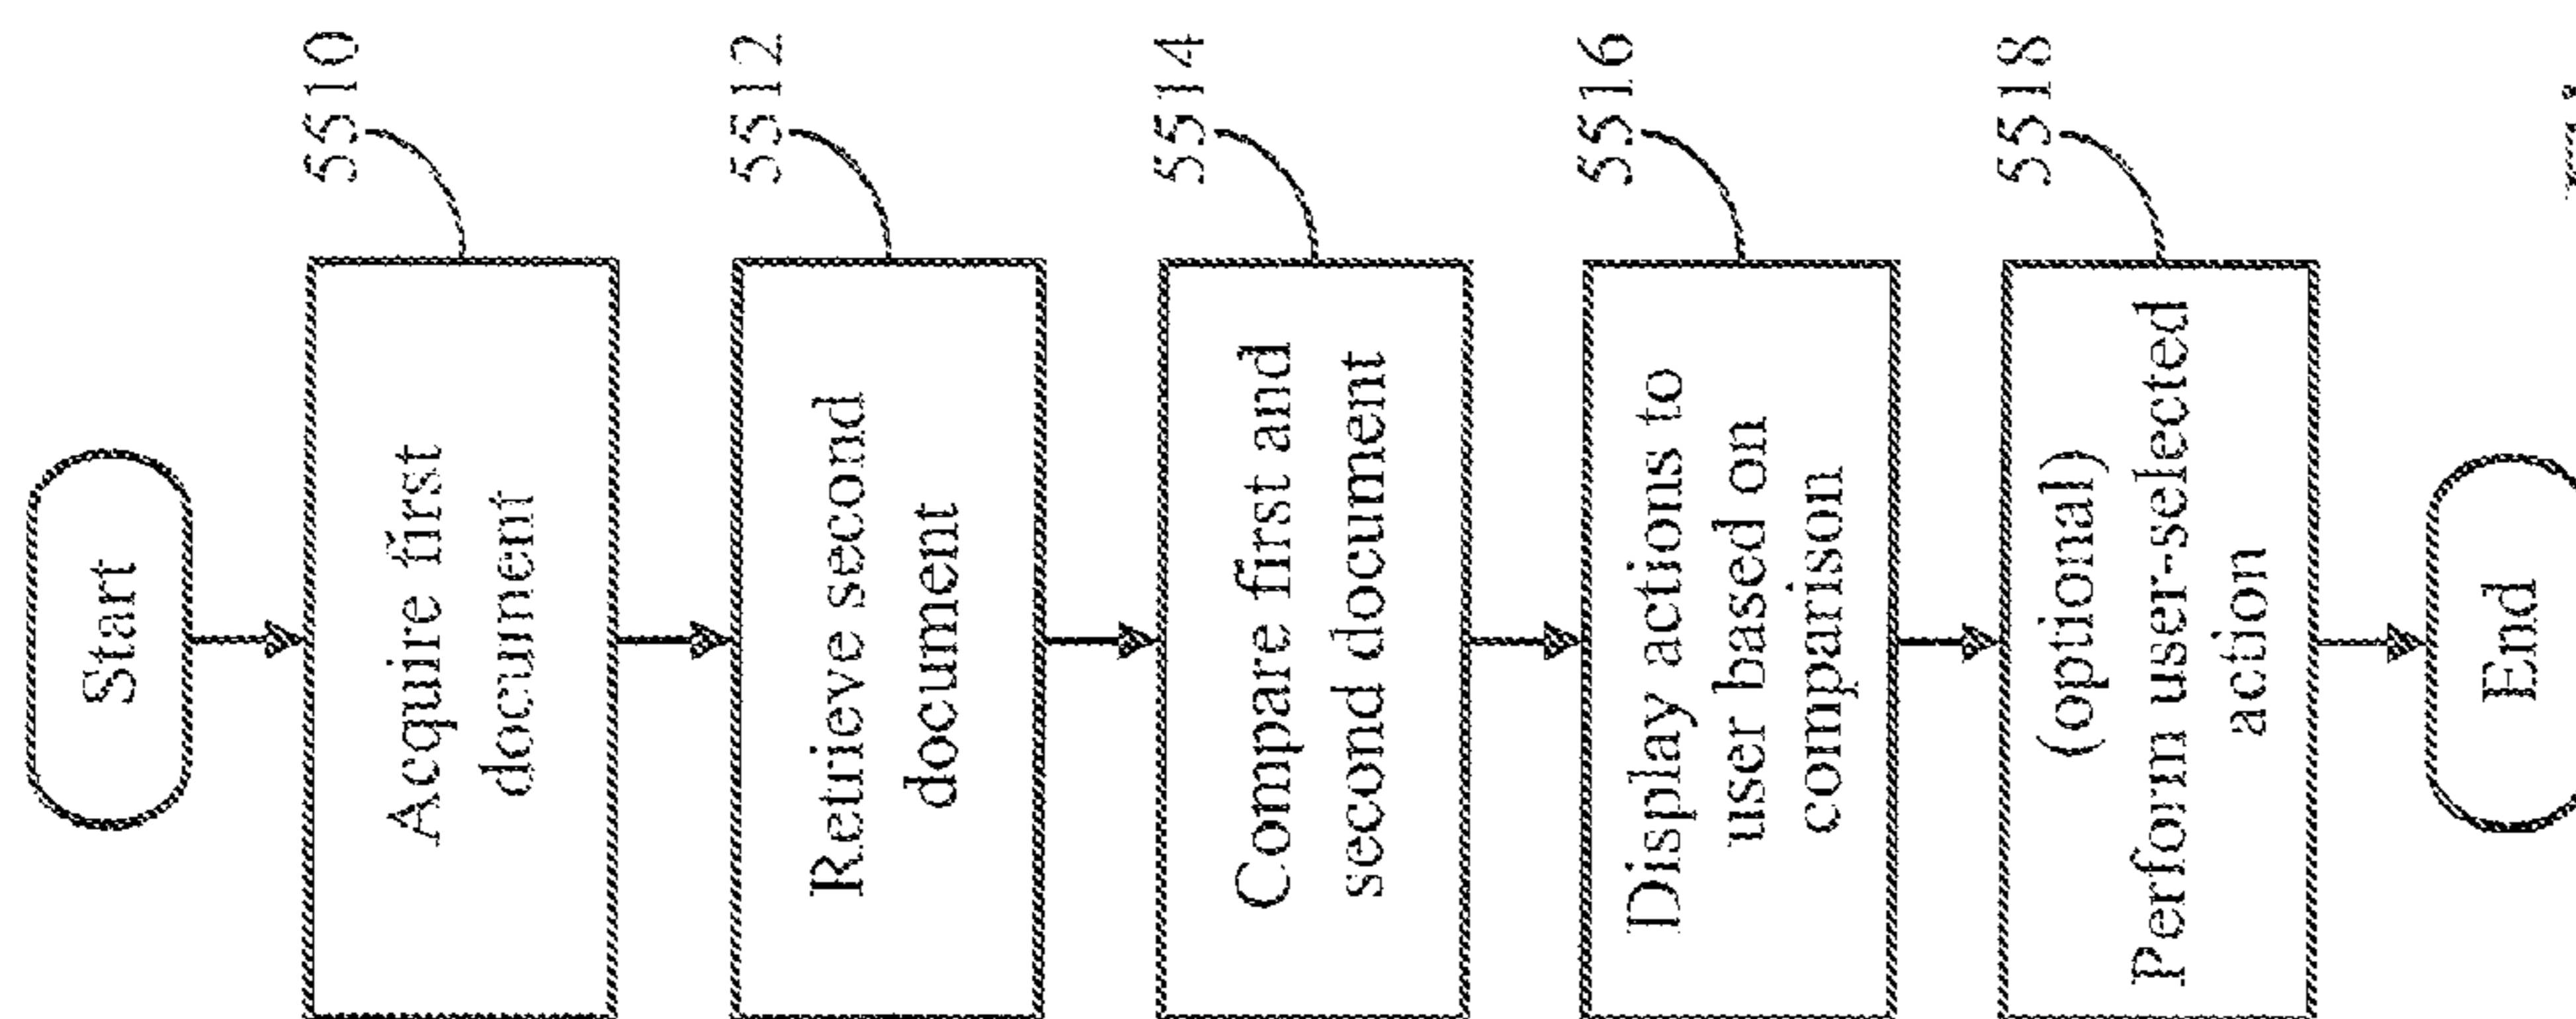 Start
5510
Acquire first
document
5512
Retrieve second
document
5514
Compare first and
second document
5516
Display actions to
user based on
comparison
5518
(optional)
Perform user-selected
action
End